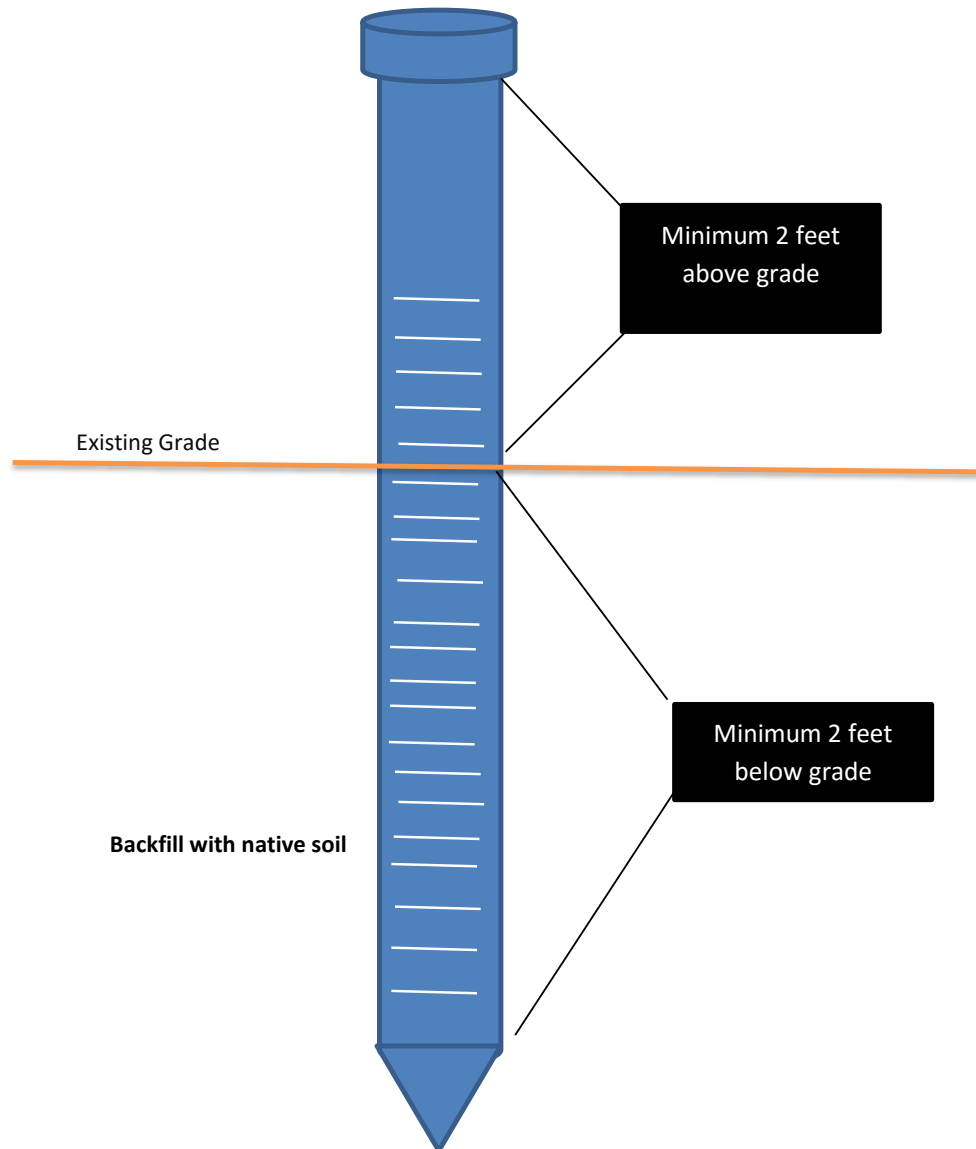 Minimum 2 feet
above grade
Existing Grade
Minimum 2 feet
below grade
Backfill with native soil